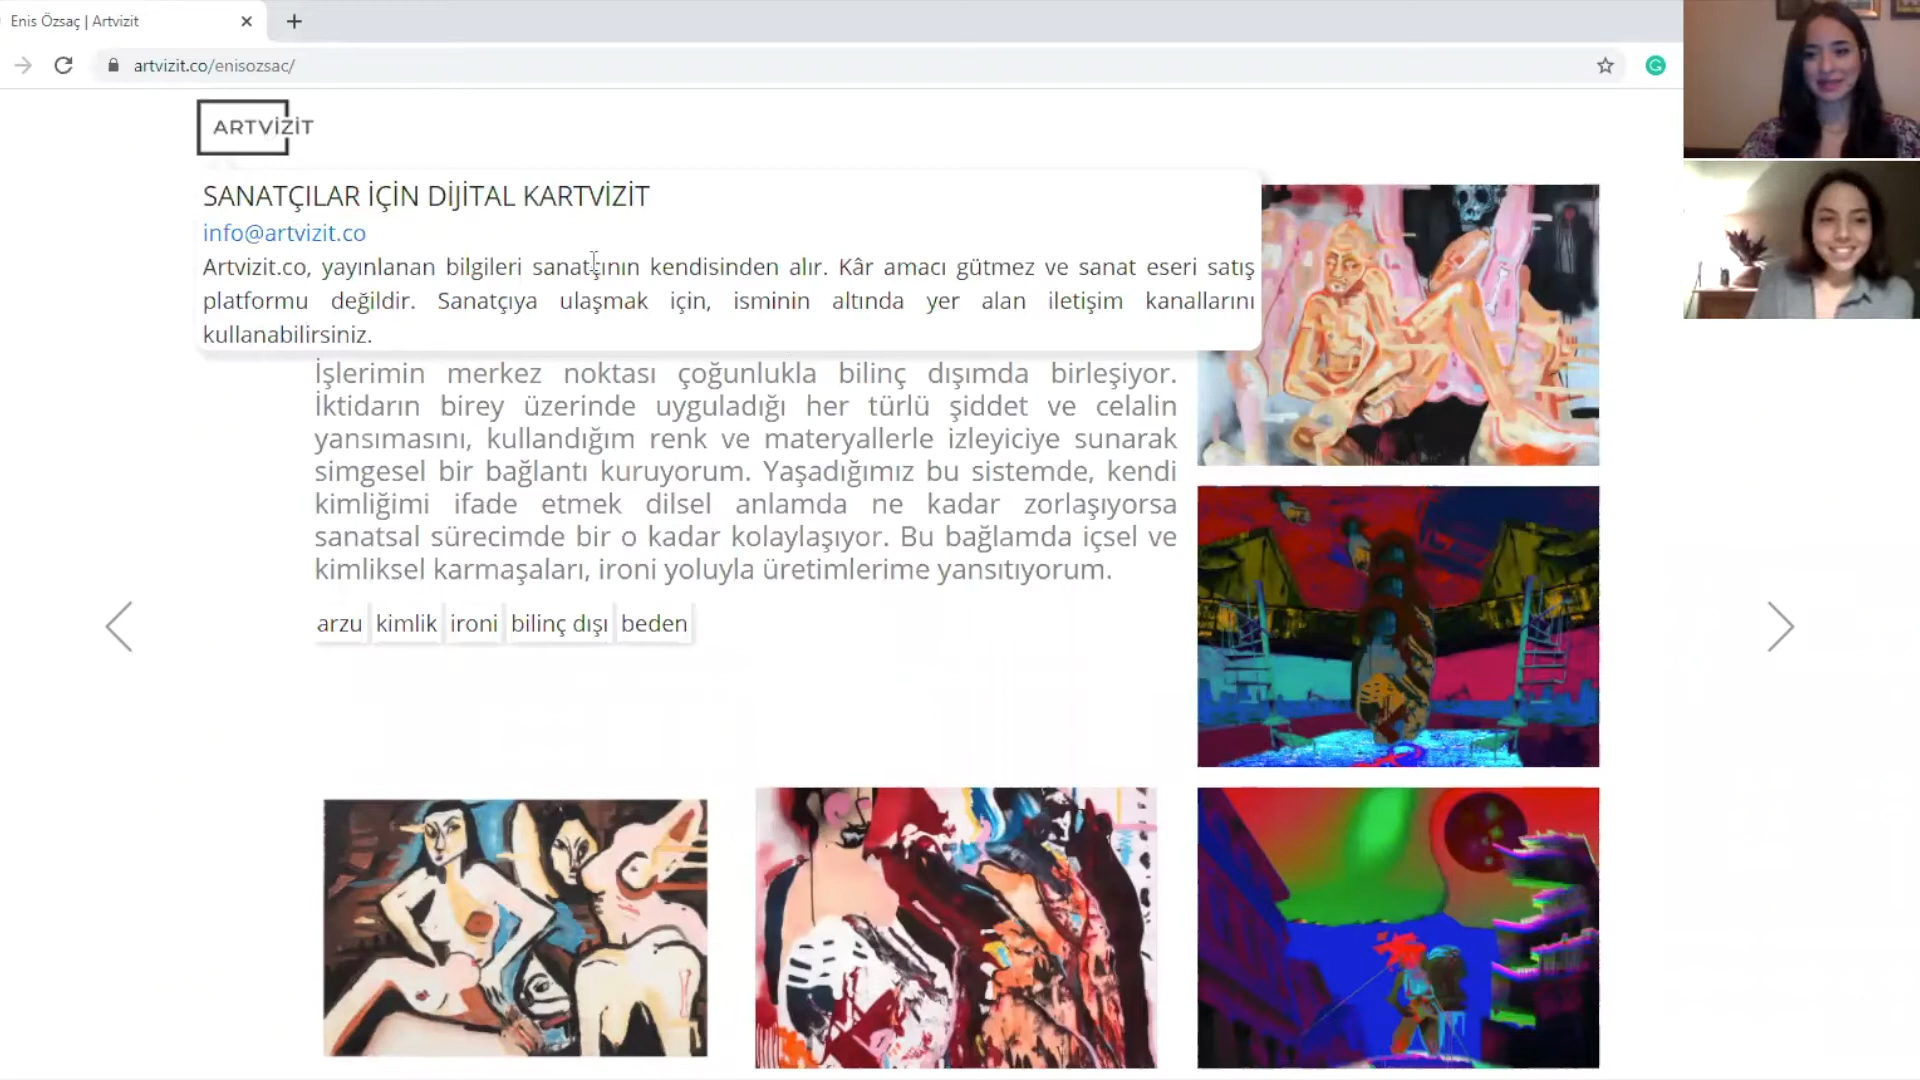 Enis Özsaç | Artvizit
artvizit.co/enisozsac/
ARTVİZİT
SANATÇILAR İÇİN DİJİTAL KARTVİZİT
info@artvizit.co
Artvizit.co, yayınlanan bilgileri sanatçının kendisinden alır. Kâr amacı gütmez ve sanat eseri satış
platformu değildir. Sanatçıya ulaşmak için, isminin altında yer alan iletişim kanallarını
kullanabilirsiniz.
İşlerimin merkez noktası çoğunlukla bilinç dışımda birleşiyor.
İktidarın birey üzerinde uyguladığı her türlü şiddet ve celalin
yansımasını, kullandığım renk ve materyallerle izleyiciye sunarak
simgesel bir bağlantı kuruyorum. Yaşadığımız bu sistemde, kendi
kimliğimi ifade etmek dilsel anlamda ne kadar zorlaşıyorsa
sanatsal sürecimde bir o kadar kolaylaşıyor. Bu bağlamda içsel ve
kimliksel karmaşaları, ironi yoluyla üretimlerime yansıtıyorum.
arzu kimlik ironi bilinç dışı beden